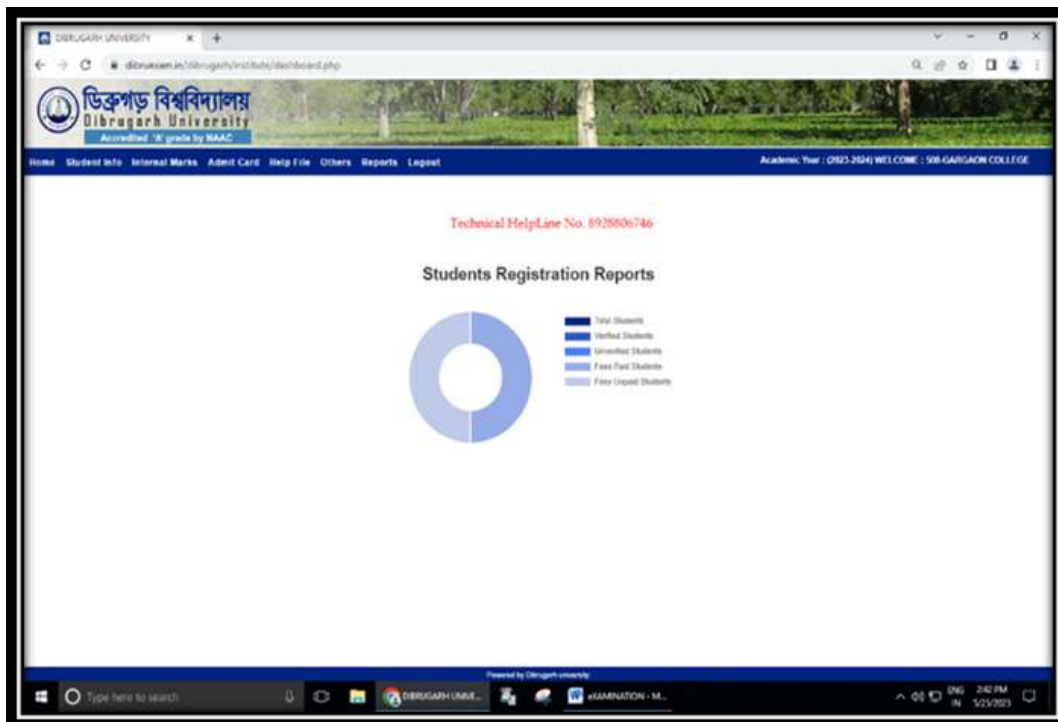 DIBRUGARH UNIVERSITY
dibruexam.in/dibrugarh/institute/dashboard.php
ডিব্রুগড় বিশ্ববিদ্যালয়
Dibrugarh University
Accredited 'A' grade by NAAC
Home Student Info Internal Marks Admit Card Help File Others Reports Logout
Academic Year : (2023-2024) WELCOME : 508-GARGAON COLLEGE
Technical HelpLine No. 8928806746
Students Registration Reports
Total Students
Verified Students
Unverified Students
Fees Paid Students
Fees Unpaid Students
Powered by Dibrugarh university
Type here to search
DIBRUGARH UNIVE...
eXAMINATION - M...
ENG
IN
2:42 PM
5/25/2023